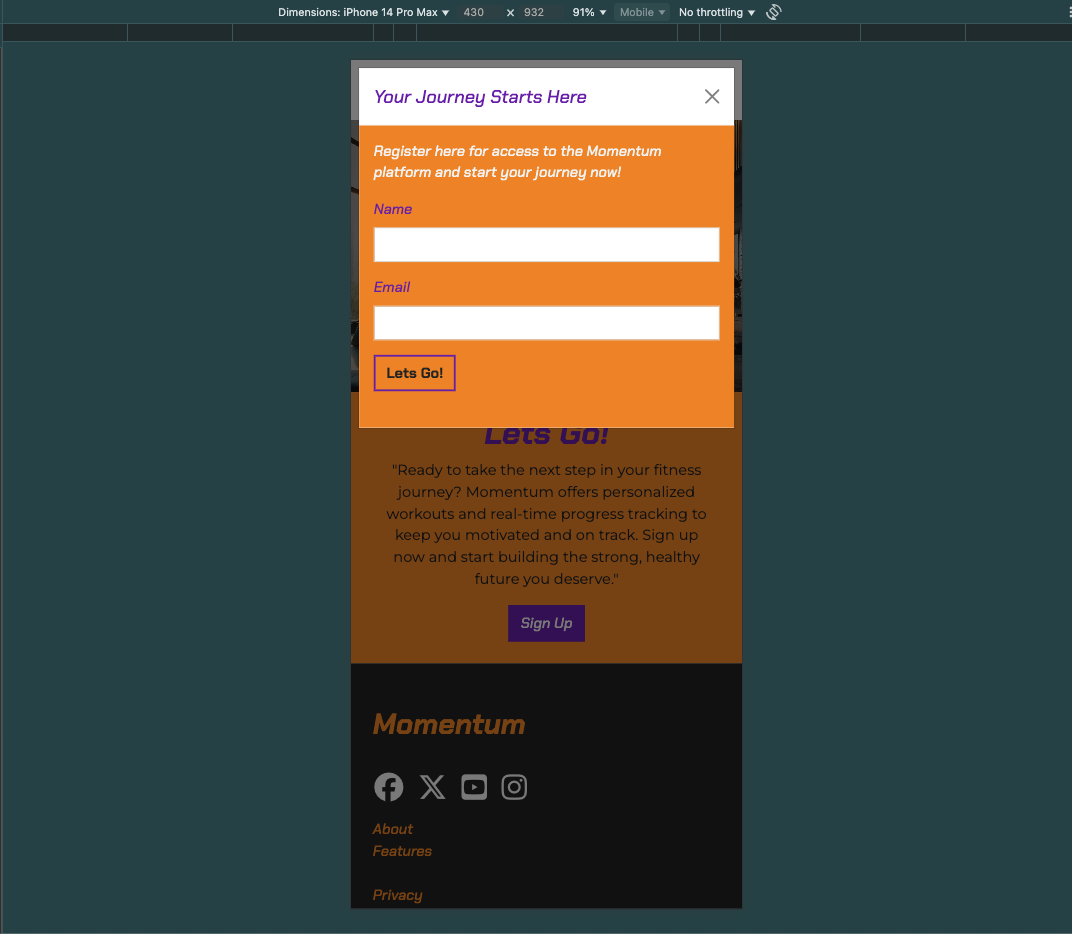 Dimensions: iPhone 14 Pro Max ▼ 430 × 932 91% ▼ Mobile ▼ No throttling ▼
Your Journey Starts Here
Register here for access to the Momentum
platform and start your journey now!
Name
Email
Lets Go!
Lets Go!
"Ready to take the next step in your fitness
journey? Momentum offers personalized
workouts and real-time progress tracking to
keep you motivated and on track. Sign up
now and start building the strong, healthy
future you deserve."
Sign Up
Momentum
About
Features
Privacy